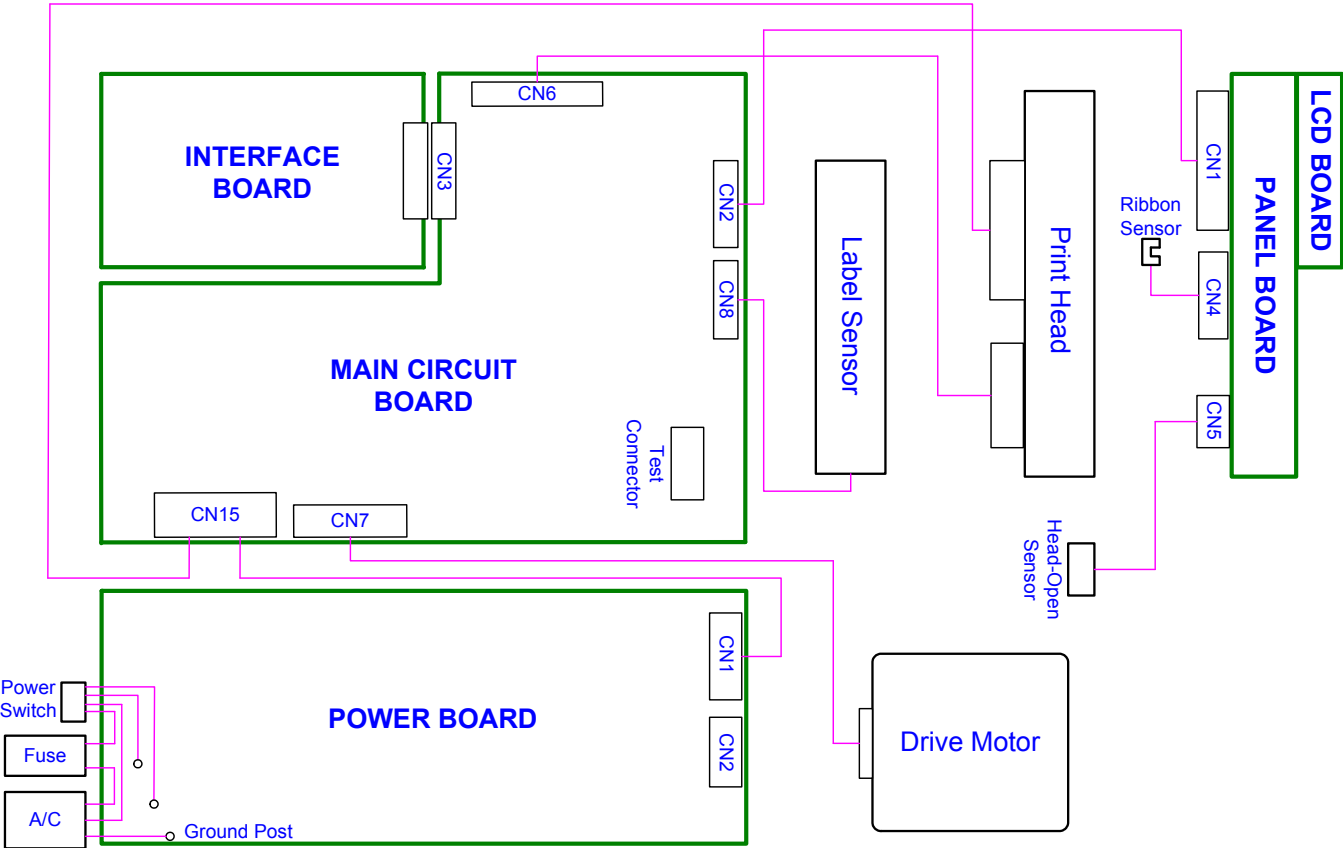 INTERFACE
BOARD
CN3
CN6
CN2
CN8
MAIN CIRCUIT
BOARD
Test
Connector
CN15
CN7
Label Sensor
Print Head
Ribbon
Sensor
CN1
CN4
CN5
PANEL BOARD
LCD BOARD
Head-Open
Sensor
POWER BOARD
CN1
CN2
Power
Switch
Fuse
A/C
Ground Post
Drive Motor